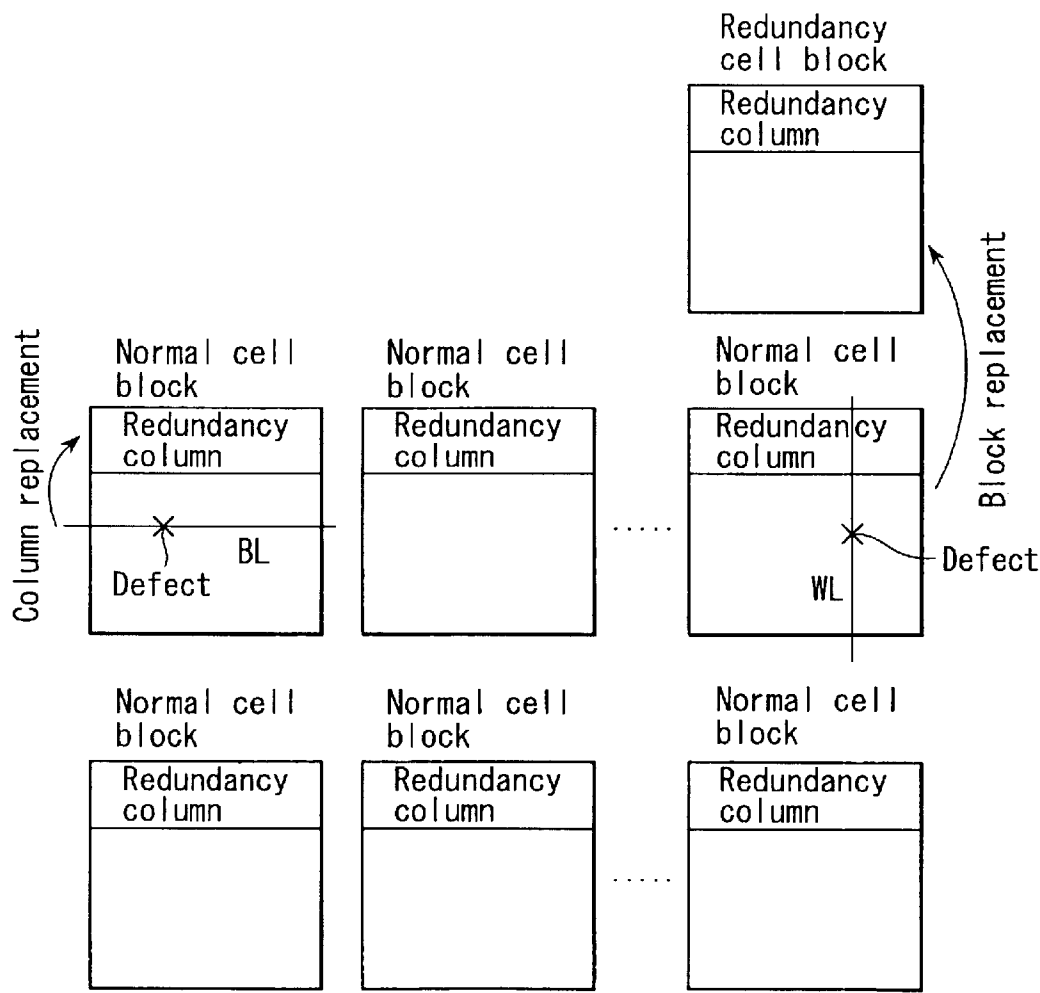 Redundancy
cell block
Redundancy
column
Block replacement
Column replacement
Normal cell
block
Normal cell
block
Normal cell
block
Redundancy
column
Redundancy
column
Redundancy
column
BL
Defect
.....
WL
Defect
Normal cell
block
Normal cell
block
Normal cell
block
Redundancy
column
Redundancy
column
Redundancy
column
.....